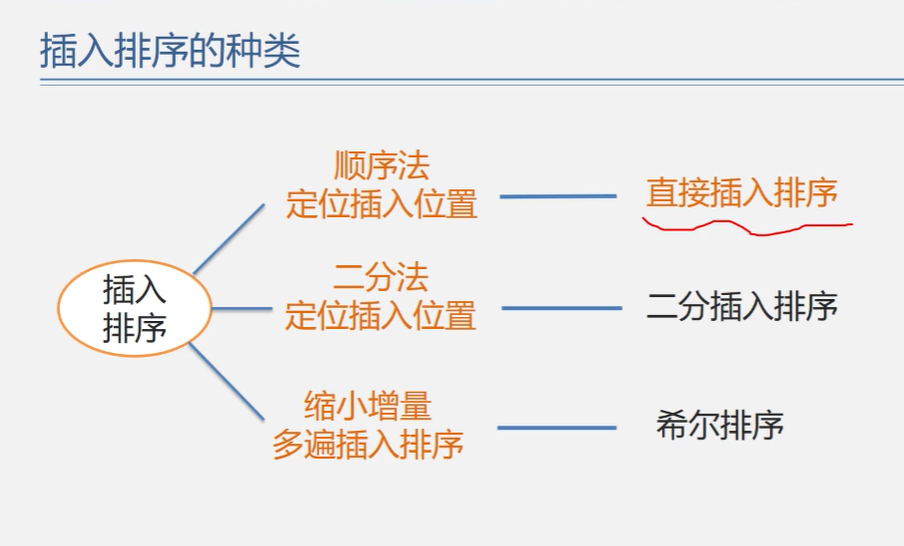 插入排序的种类
顺序法
定位插入位置
直接插入排序
插入
排序
二分法
定位插入位置
二分插入排序
缩小增量
多遍插入排序
希尔排序